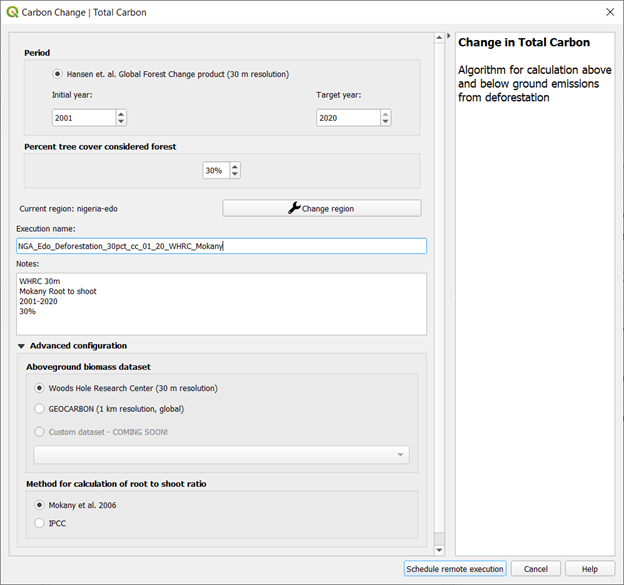 Carbon Change | Total Carbon
Period
Hansen et. al. Global Forest Change product (30 m resolution)
Initial year:
Target year:
2001
2020
Percent tree cover considered forest
30%
Current region: nigeria-edo
Change region
Execution name:
NGA_Edo_Deforestation_30pct_cc_01_20_WHRC_Mokany
Notes:
WHRC 30m
Mokany Root to shoot
2001-2020
30%
Advanced configuration
Aboveground biomass dataset
Woods Hole Research Center (30 m resolution)
GEOCARBON (1 km resolution, global)
Custom dataset - COMING SOON!
Method for calculation of root to shoot ratio
Mokany et al. 2006
IPCC
Change in Total Carbon
Algorithm for calculation above
and below ground emissions
from deforestation
Schedule remote execution
Cancel
Help